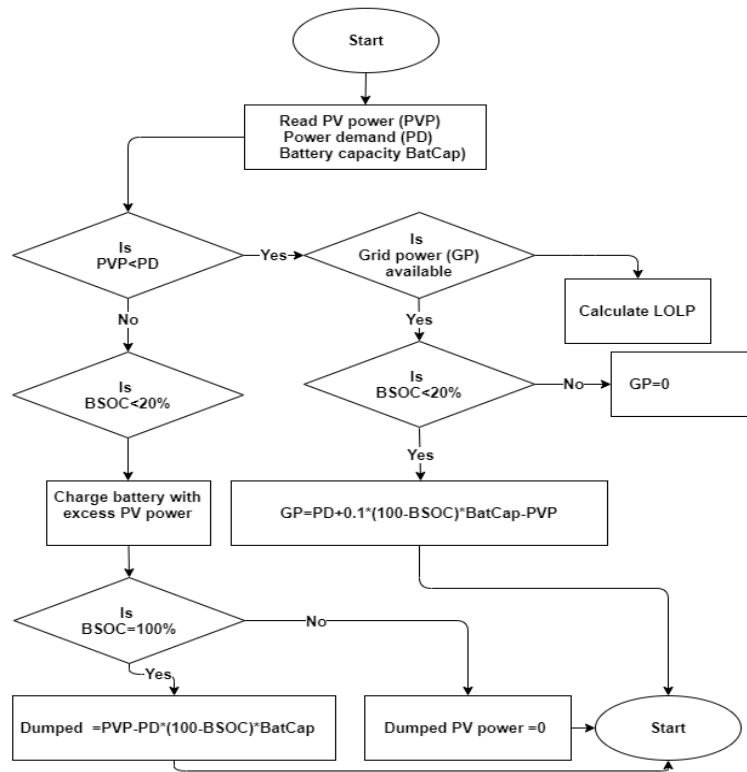 Start
Read PV power (PVP)
Power demand (PD)
Battery capacity BatCap)
Is
PVP<PD
Yes
Is
Grid power (GP)
available
Calculate LOLP
No
Yes
Is
BSOC<20%
Is
BSOC<20%
No
GP=0
Yes
Charge battery with
excess PV power
GP=PD+0.1*(100-BSOC)*BatCap-PVP
Is
BSOC=100%
No
Yes
Dumped =PVP-PD*(100-BSOC)*BatCap
Dumped PV power =0
Start